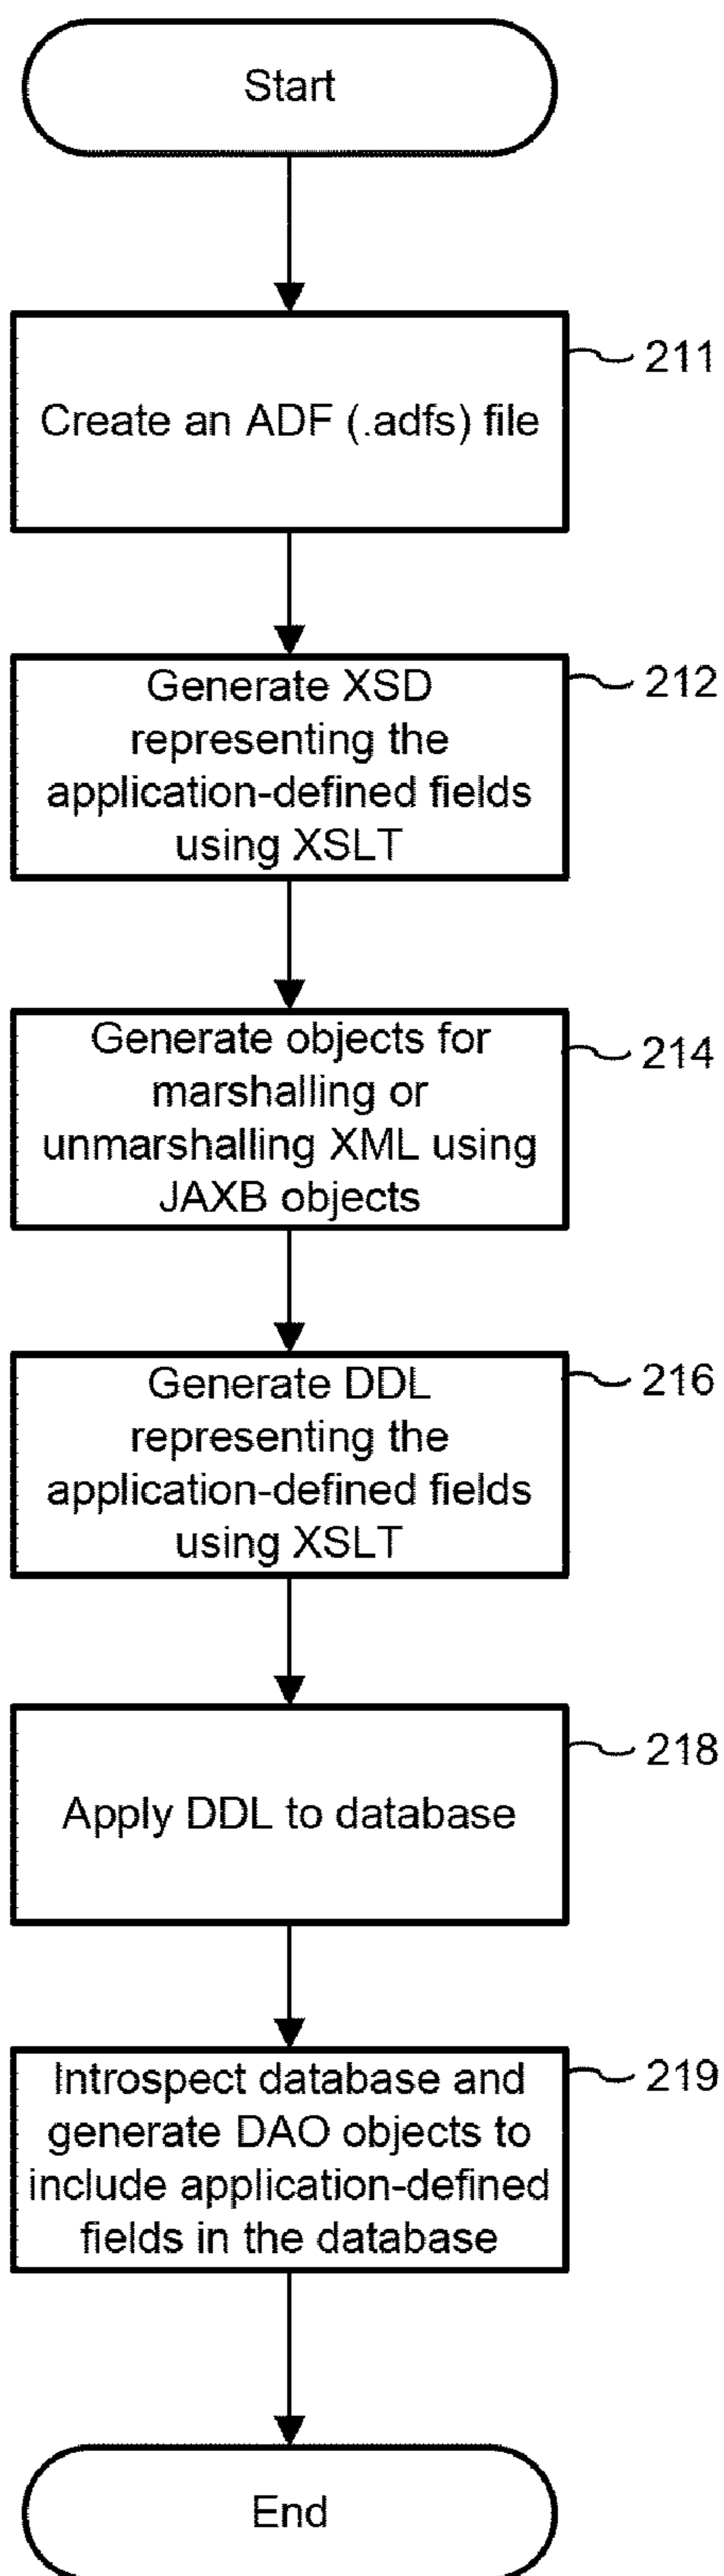 Start
211
Create an ADF (.adfs) file
212
Generate XSD
representing the
application-defined fields
using XSLT
214
Generate objects for
marshalling or
unmarshalling XML using
JAXB objects
216
Generate DDL
representing the
application-defined fields
using XSLT
218
Apply DDL to database
219
Introspect database and
generate DAO objects to
include application-defined
fields in the database
End